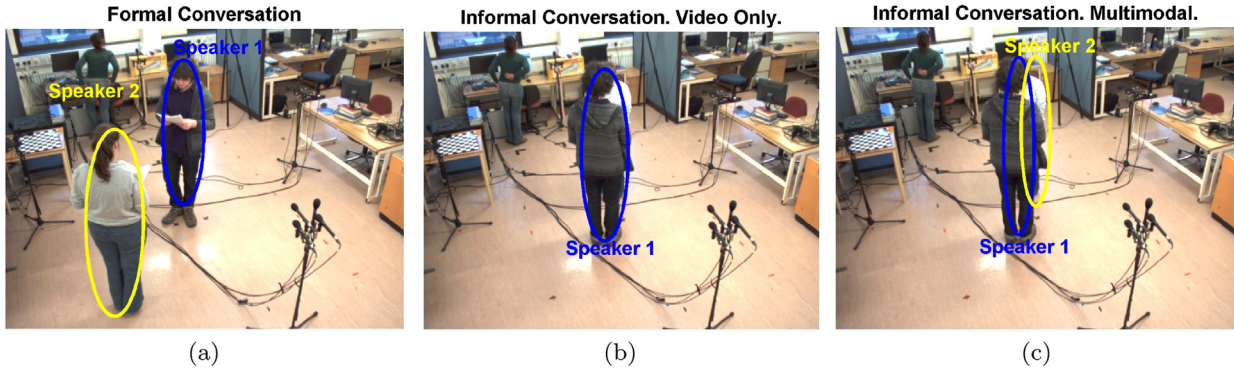 Formal Conversation
Speaker 1
Speaker 2
(a)
Informal Conversation. Video Only.
Speaker 1
(b)
Informal Conversation. Multimodal.
Speaker 2
Speaker 1
(c)